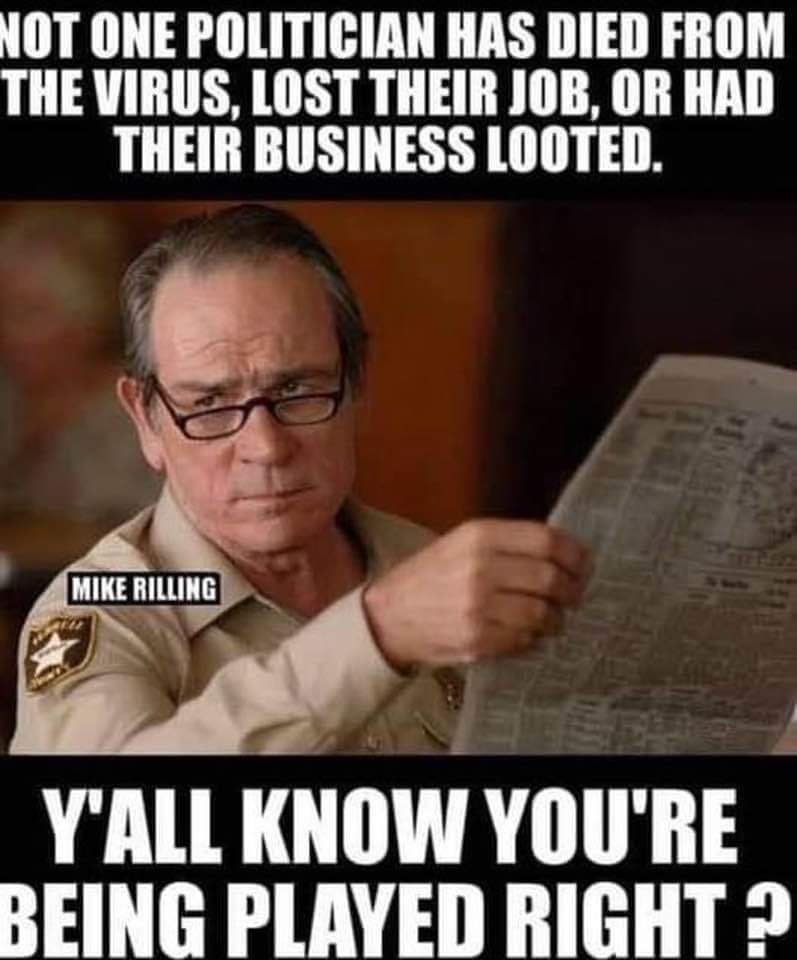 NOT ONE POLITICIAN HAS DIED FROM
THE VIRUS, LOST THEIR JOB, OR HAD
THEIR BUSINESS LOOTED.
MIKE RILLING
Y'ALL KNOW YOU'RE
BEING PLAYED RIGHT?